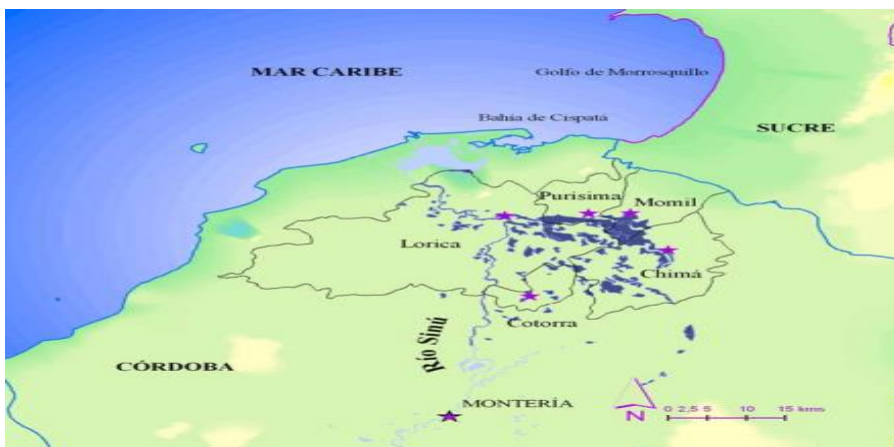 MAR CARIBE
Golfo de Morrosquillo
Bahía de Cispatá
SUCRE
Purísima
Momil
Lorica
Chimá
Cotorra
Río Sinú
CÓRDOBA
MONTERÍA
N
0 2,5 5 10 15 kms